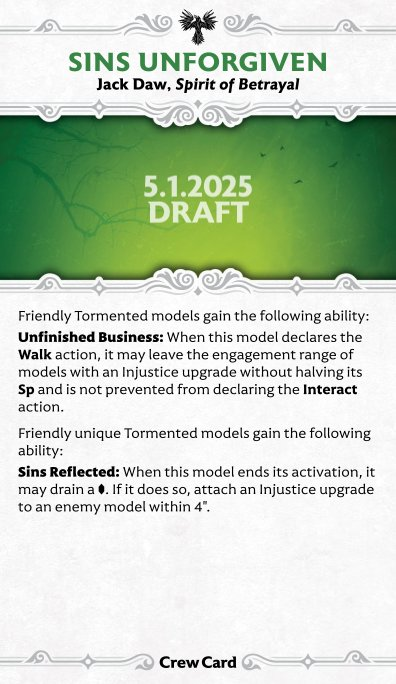 SINS UNFORGIVEN
Jack Daw, Spirit of Betrayal
5.1.2025
DRAFT
Friendly Tormented models gain the following ability:
Unfinished Business: When this model declares the
Walk action, it may leave the engagement range of
models with an Injustice upgrade without halving its
Sp and is not prevented from declaring the Interact
action.
Friendly unique Tormented models gain the following
ability:
Sins Reflected: When this model ends its activation, it
may drain a . If it does so, attach an Injustice upgrade
to an enemy model within 4".
Crew Card